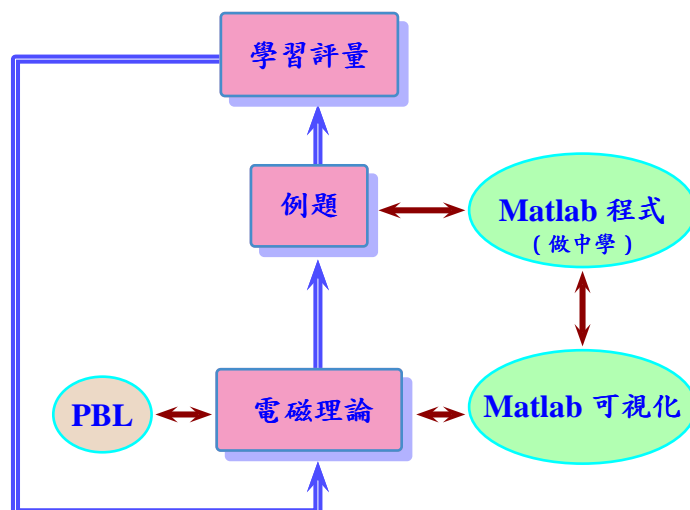 學習評量
例題
Matlab 程式
( 做中學 )
PBL
電磁理論
Matlab 可視化